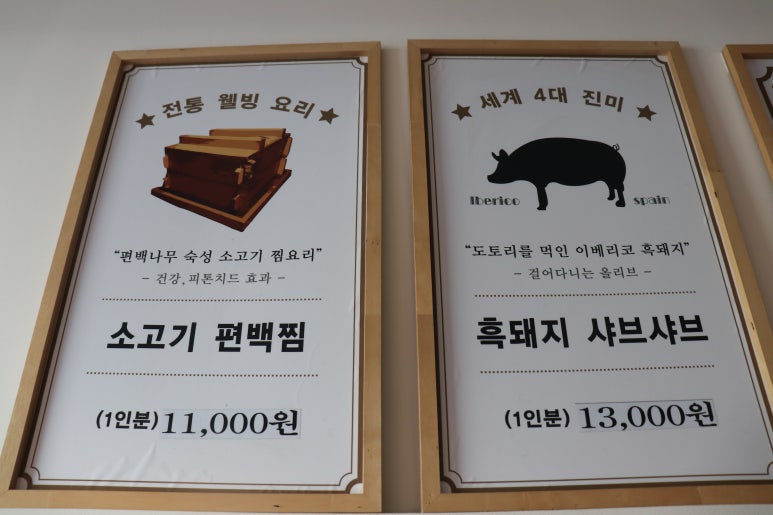 전통 웰빙 요리
"편백나무 숙성 소고기 찜요리"
- 건강, 피톤치드 효과 -
소고기 편백찜
(1인분) 11,000원
세계 4대 진미
Iberico spain
"도토리를 먹인 이베리코 흑돼지"
- 걸어다니는 올리브 -
흑돼지 샤브샤브
(1인분) 13,000원